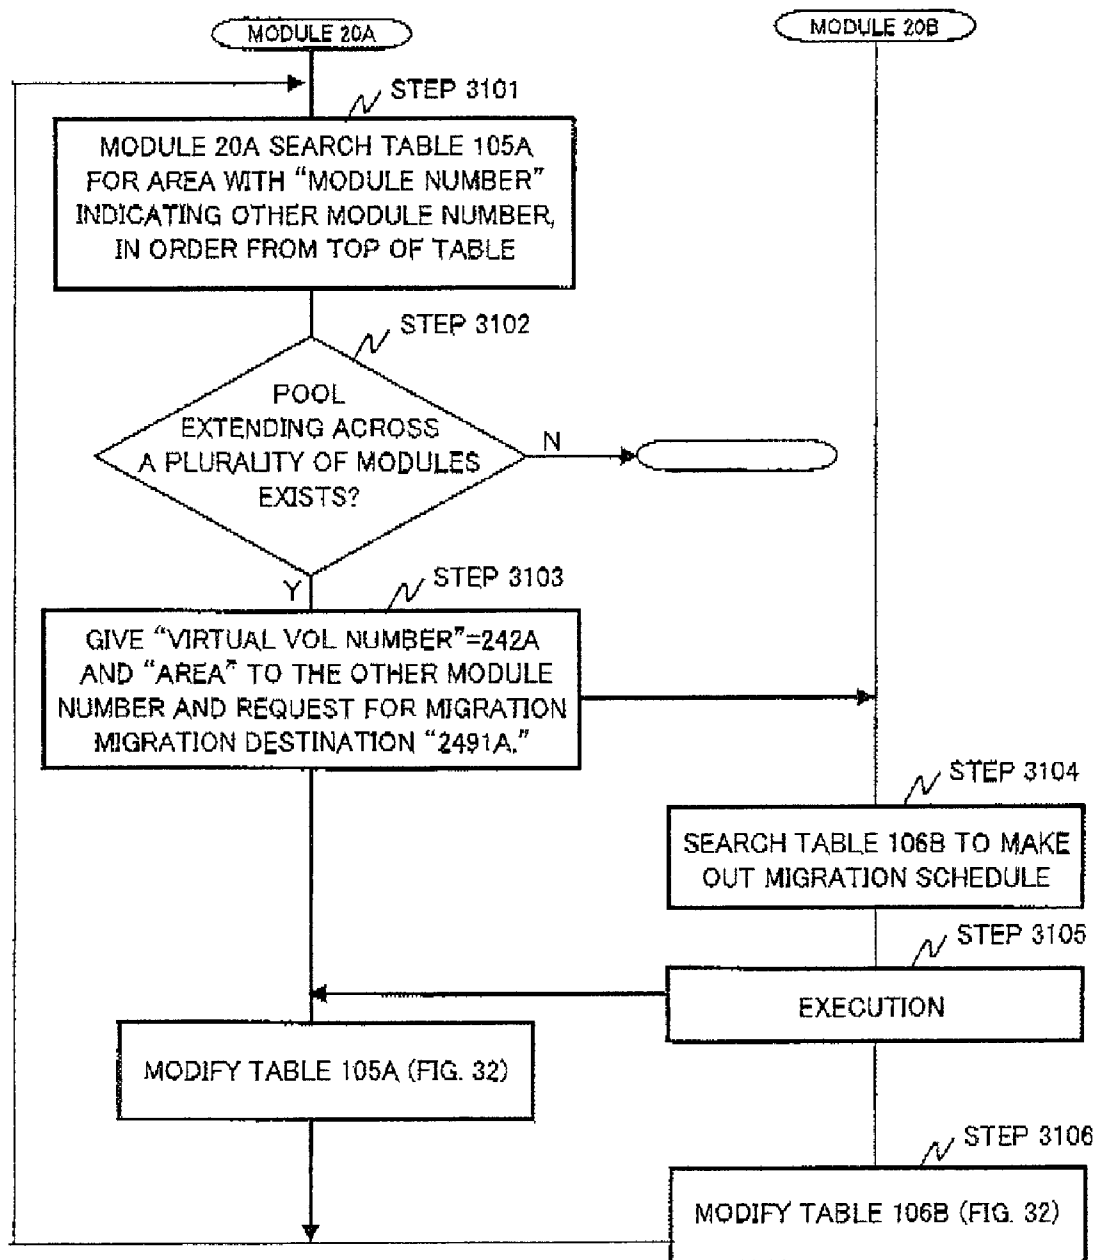 MODULE 20A
MODULE 20B
STEP 3101
MODULE 20A SEARCH TABLE 105A
FOR AREA WITH “MODULE NUMBER”
INDICATING OTHER MODULE NUMBER,
IN ORDER FROM TOP OF TABLE
STEP 3102
POOL
EXTENDING ACROSS
A PLURALITY OF MODULES
EXISTS?
N
Y
STEP 3103
GIVE “VIRTUAL VOL NUMBER”=242A
AND “AREA” TO THE OTHER MODULE
NUMBER AND REQUEST FOR MIGRATION
MIGRATION DESTINATION “2491A.”
STEP 3104
SEARCH TABLE 106B TO MAKE
OUT MIGRATION SCHEDULE
STEP 3105
EXECUTION
MODIFY TABLE 105A (FIG. 32)
STEP 3106
MODIFY TABLE 106B (FIG. 32)